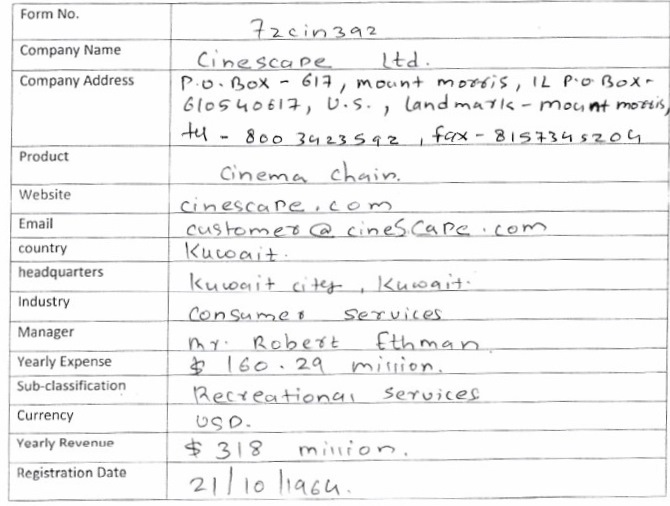 Form No. 7zcin392
Company Name Cinescape Ltd.
Company Address P.O. Box - 617, mount morris, IL P.O Box-
610540617, U.S., landmark - mount morris,
tel - 800 3423592, fax - 8157345204
Product Cinema chain.
Website cinescape.com
Email customer@cinescape.com
country Kuwait.
headquarters Kuwait city, Kuwait.
Industry Consumer services
Manager Mr. Robert Ethman
Yearly Expense $ 160.29 million.
Sub-classification Recreational services
Currency USD.
Yearly Revenue $ 318 million.
Registration Date 21/10/1964.